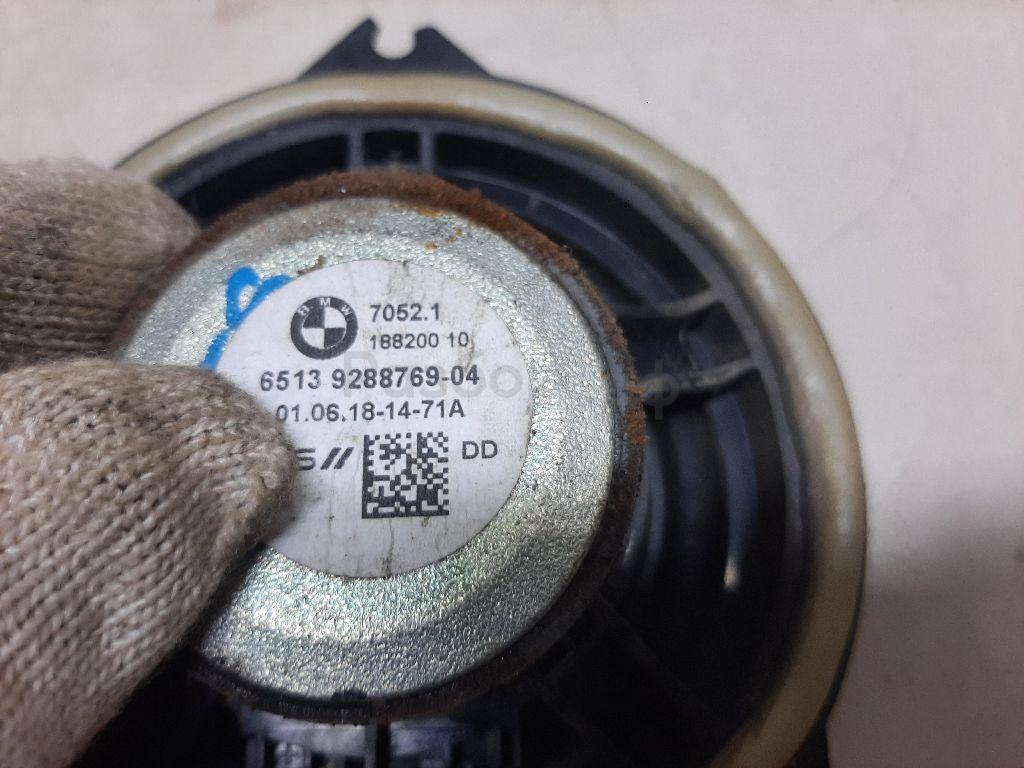 BMW
7052.1
188200 10
6513 9288769-04
01.06.18-14-71A
S// DD